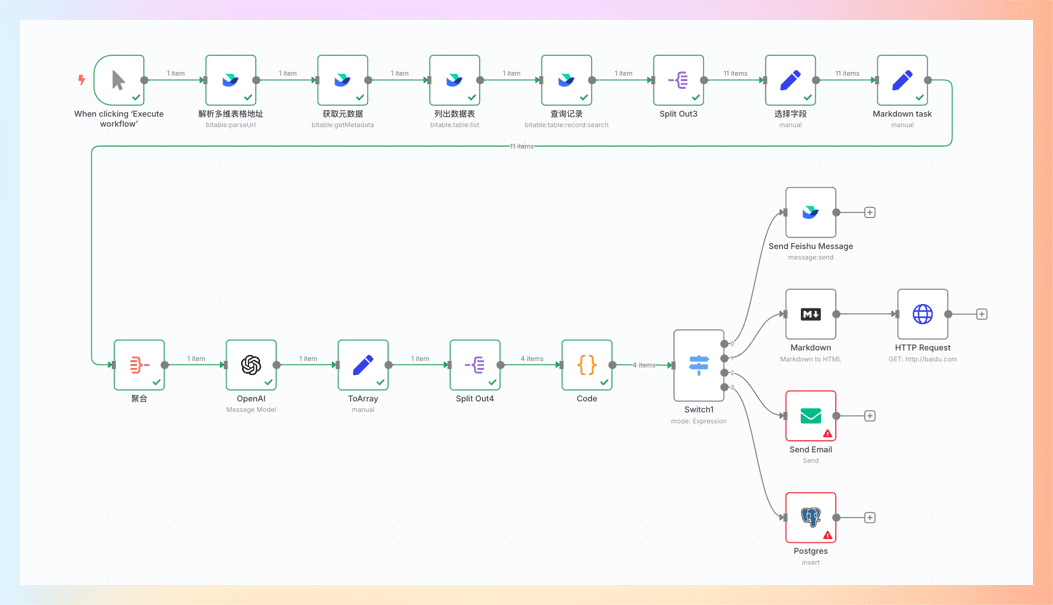 1 item
1 item
1 item
1 item
1 item
11 items
11 items
When clicking ‘Execute
workflow’
解析多维表格地址
bitable:parseUrl
获取元数据
bitable:getMetadata
列出数据表
bitable:table:list
查询记录
bitable:table:record:search
Split Out3
选择字段
manual
Markdown task
manual
11 items
Send Feishu Message
message:send
M
Markdown
Markdown to HTML
HTTP Request
GET: http://baidu.com
1 item
1 item
1 item
4 items
4 items
0
1
2
3
聚合
OpenAI
Message Model
ToArray
manual
Split Out4
Code
Switch1
mode: Expression
Send Email
Send
Postgres
insert